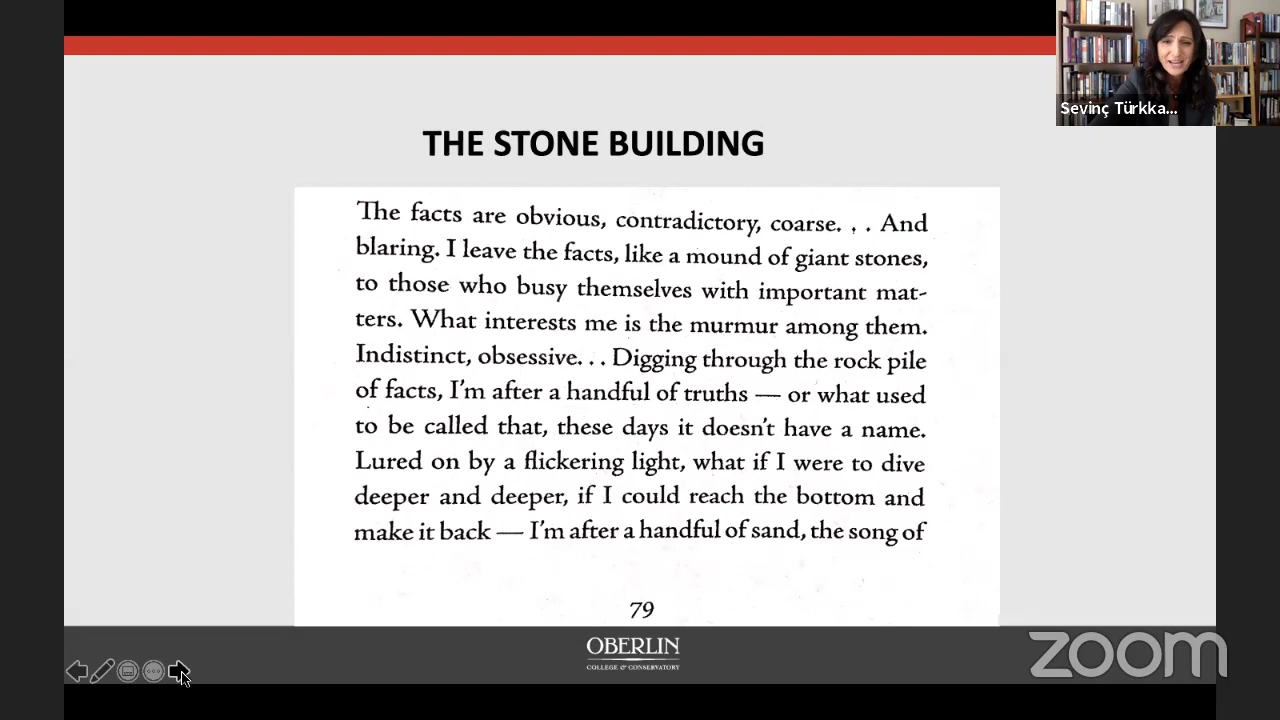 Sevinç Türkka...
THE STONE BUILDING
The facts are obvious, contradictory, coarse. . . And
blaring. I leave the facts, like a mound of giant stones,
to those who busy themselves with important mat-
ters. What interests me is the murmur among them.
Indistinct, obsessive. . . Digging through the rock pile
of facts, I'm after a handful of truths — or what used
to be called that, these days it doesn't have a name.
Lured on by a flickering light, what if I were to dive
deeper and deeper, if I could reach the bottom and
make it back — I'm after a handful of sand, the song of
79
OBERLIN
COLLEGE & CONSERVATORY
zoom